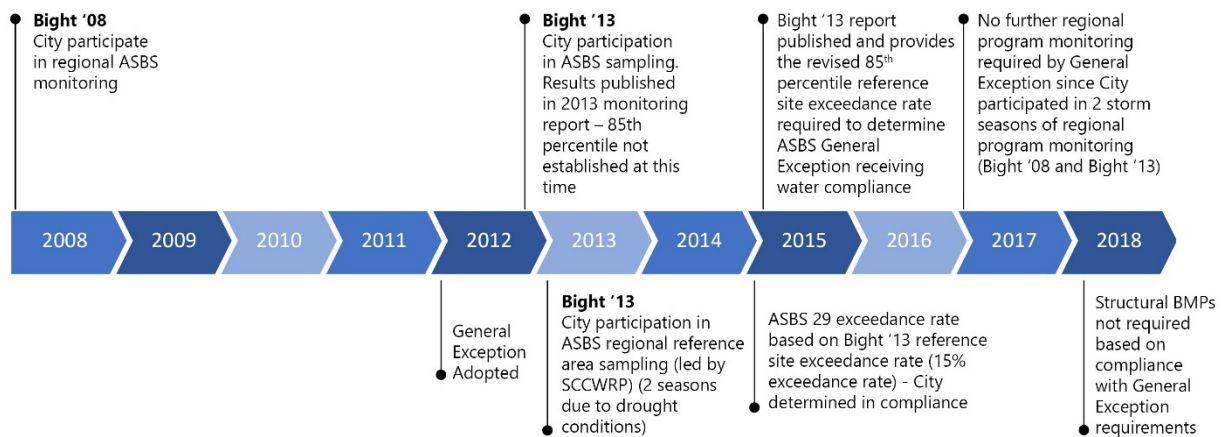 Bight '08
City participate
in regional ASBS
monitoring
Bight '13
City participation
in ASBS sampling.
Results published
in 2013 monitoring
report – 85th
percentile not
established at this
time
Bight '13 report
published and provides
the revised 85th
percentile reference
site exceedance rate
required to determine
ASBS General
Exception receiving
water compliance
No further regional
program monitoring
required by General
Exception since City
participated in 2 storm
seasons of regional
program monitoring
(Bight '08 and Bight '13)
2008 2009 2010 2011 2012 2013 2014 2015 2016 2017 2018
General
Exception
Adopted
Bight '13
City participation in
ASBS regional reference
area sampling (led by
SCCWRP) (2 seasons
due to drought
conditions)
ASBS 29 exceedance rate
based on Bight '13 reference
site exceedance rate (15%
exceedance rate) - City
determined in compliance
Structural BMPs
not required
based on
compliance
with General
Exception
requirements